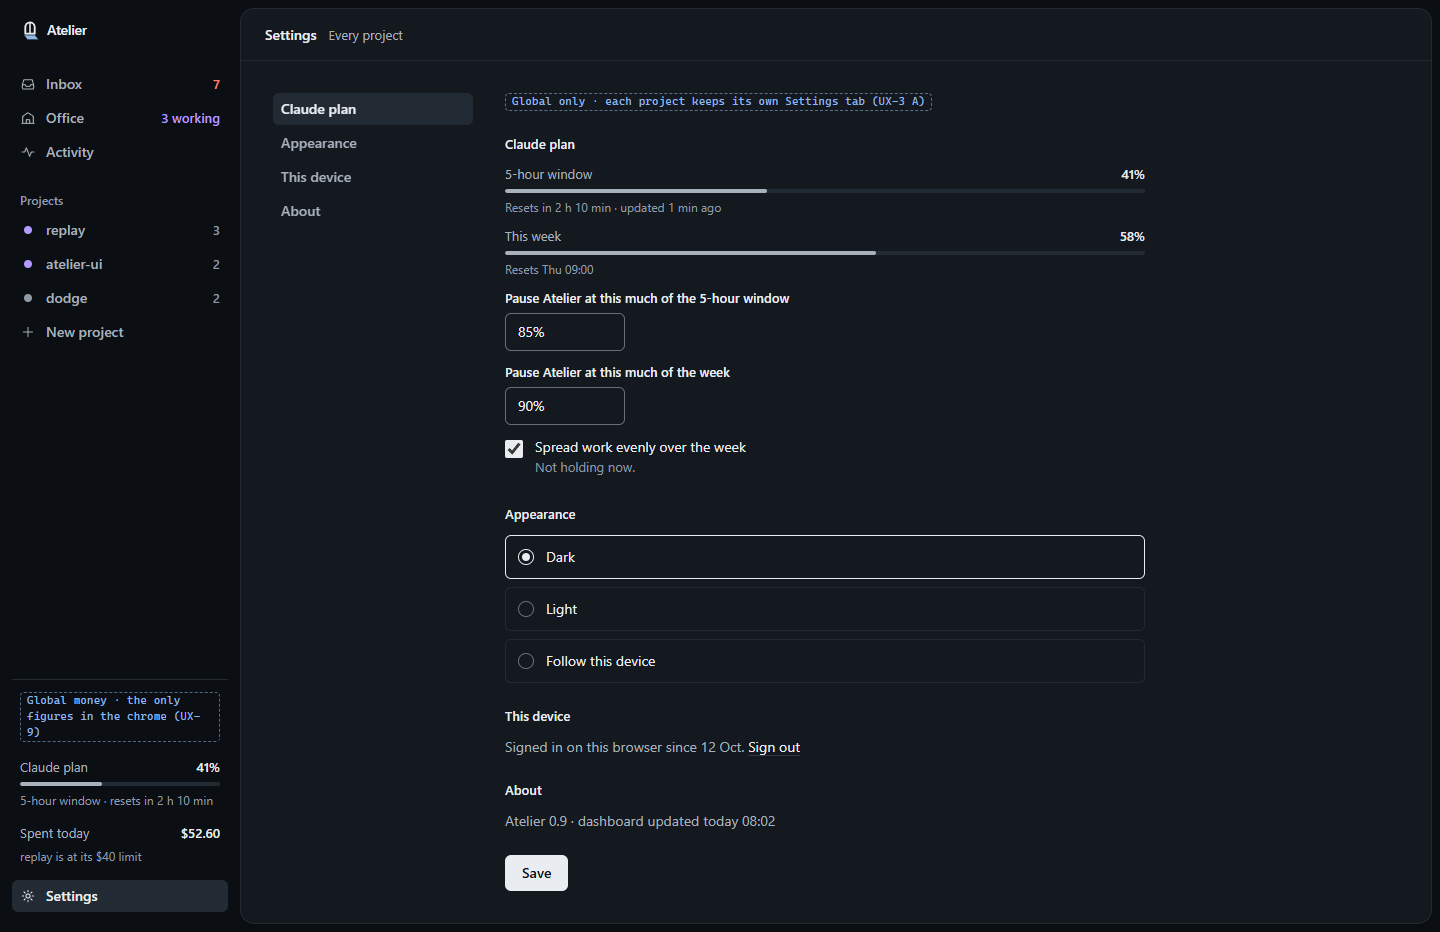 Atelier
Inbox 7
Office 3 working
Activity
Projects
replay 3
atelier-ui 2
dodge 2
New project
Global money · the only
figures in the chrome (UX-
9)
Claude plan 41%
5-hour window · resets in 2 h 10 min
Spent today $52.60
replay is at its $40 limit
Settings
Settings Every project
Claude plan
Appearance
This device
About
Global only · each project keeps its own Settings tab (UX-3 A)
Claude plan
5-hour window 41%
Resets in 2 h 10 min · updated 1 min ago
This week 58%
Resets Thu 09:00
Pause Atelier at this much of the 5-hour window
85%
Pause Atelier at this much of the week
90%
Spread work evenly over the week
Not holding now.
Appearance
Dark
Light
Follow this device
This device
Signed in on this browser since 12 Oct. Sign out
About
Atelier 0.9 · dashboard updated today 08:02
Save